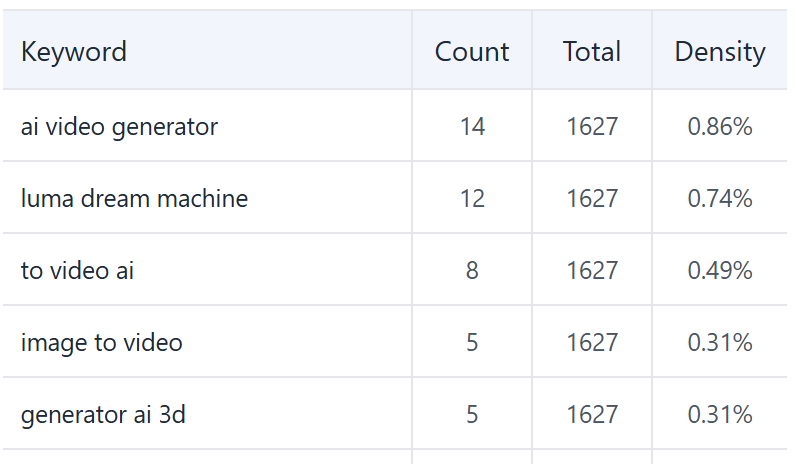 Keyword Count Total Density
ai video generator 14 1627 0.86%
luma dream machine 12 1627 0.74%
to video ai 8 1627 0.49%
image to video 5 1627 0.31%
generator ai 3d 5 1627 0.31%